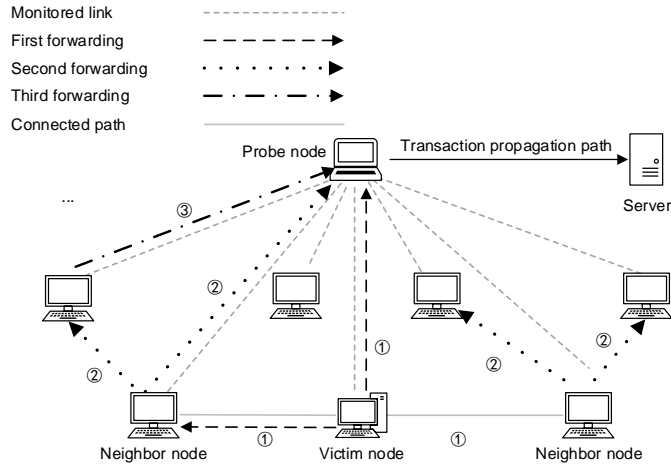 Monitored link
First forwarding
Second forwarding
Third forwarding
Connected path
Probe node
Transaction propagation path
Server
...
③
②
①
②
②
②
①
①
Neighbor node
Victim node
Neighbor node